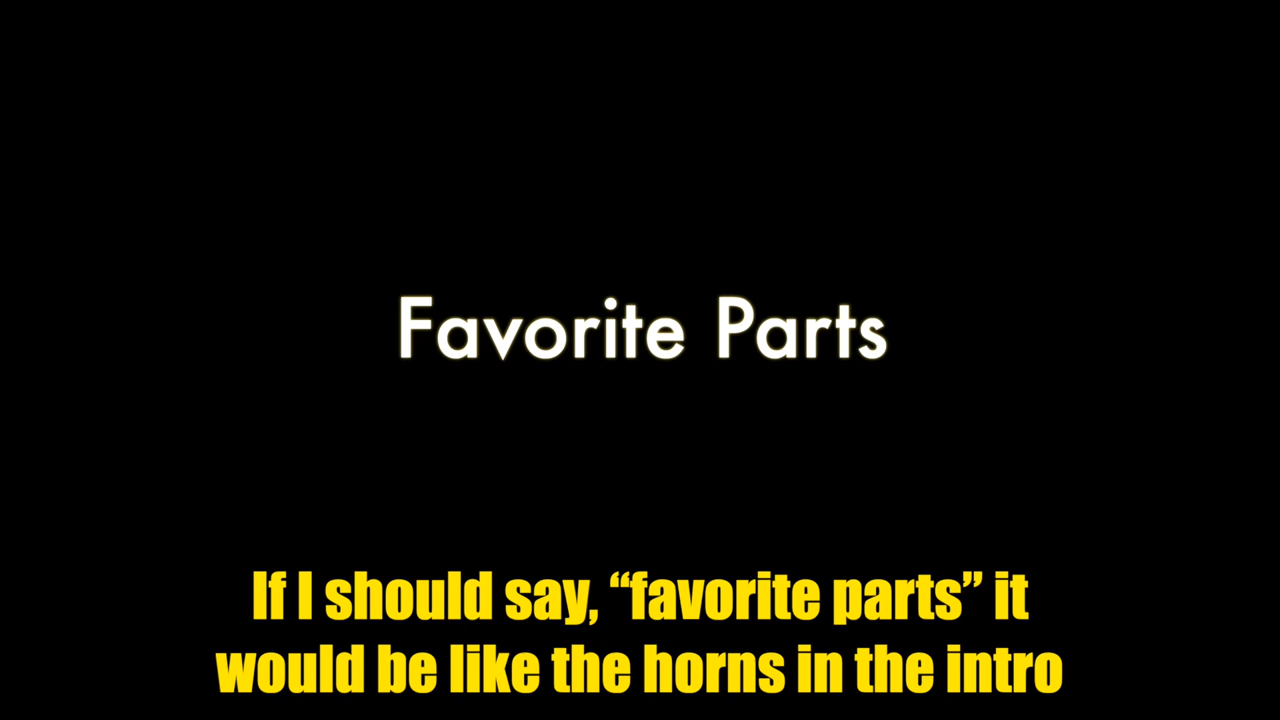 Favorite Parts
If I should say, “favorite parts” it
would be like the horns in the intro